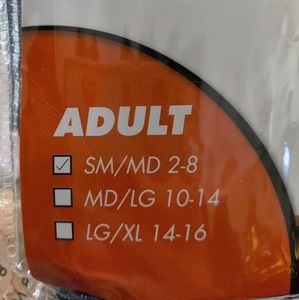 ADULT
SM/MD 2-8
MD/LG 10-14
LG/XL 14-16